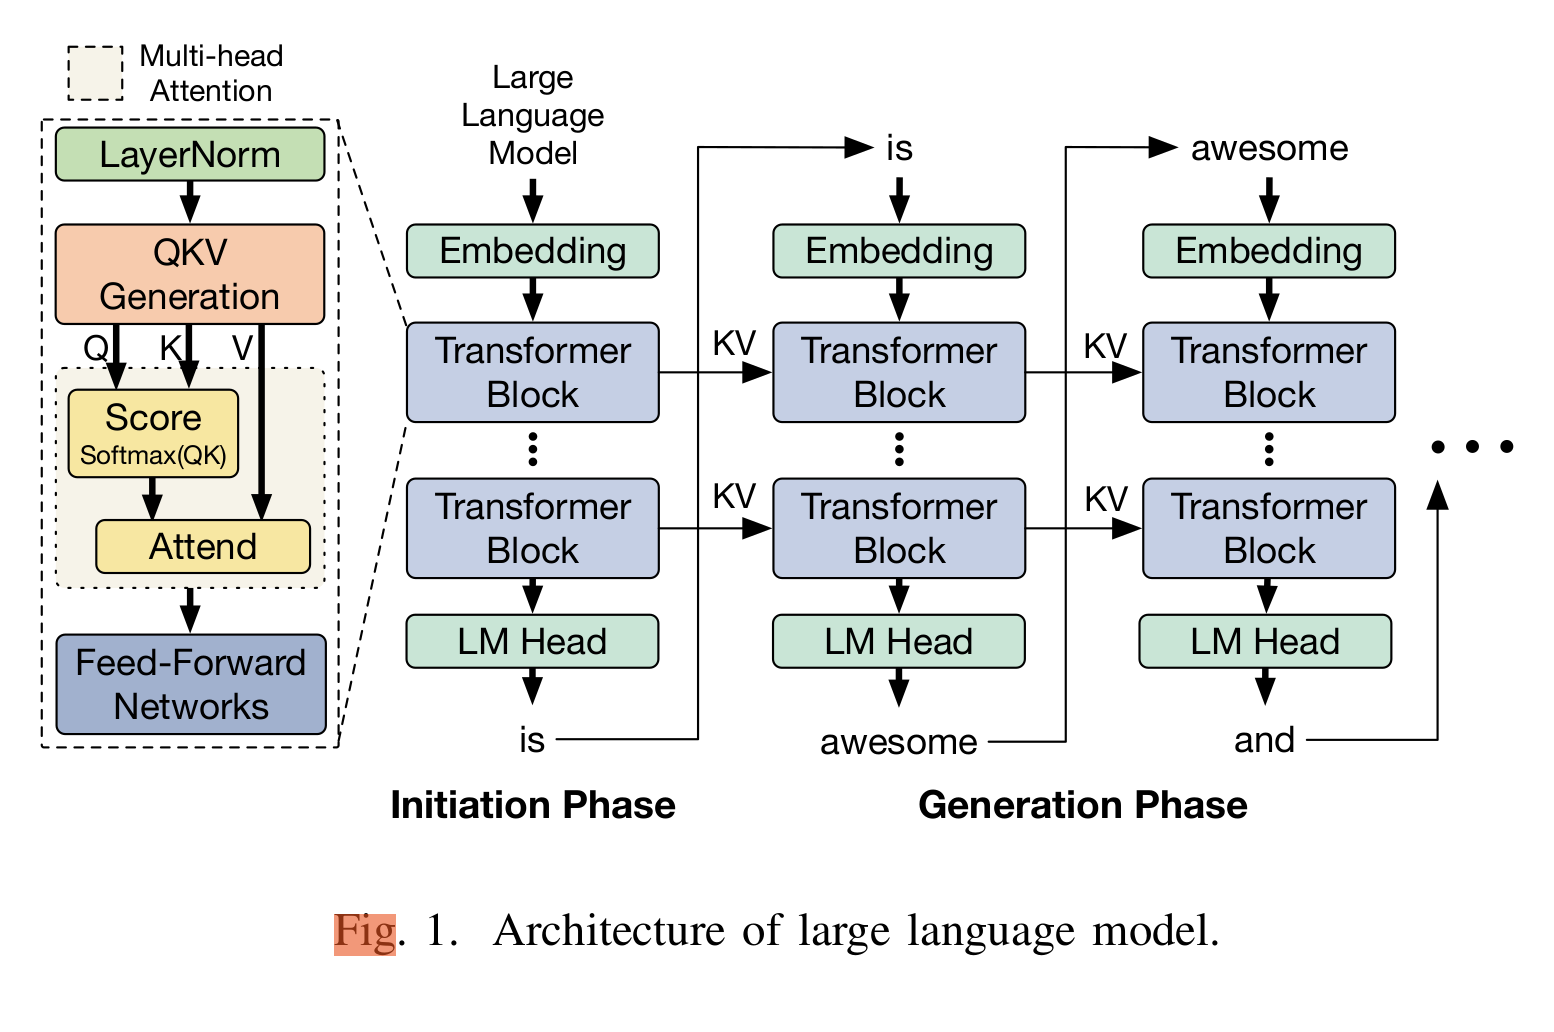 Multi-head
Attention
LayerNorm
QKV
Generation
Q
K
V
Score
Softmax(QK)
Attend
Feed-Forward
Networks
Large
Language
Model
Embedding
Transformer
Block
Transformer
Block
LM Head
is
Initiation Phase
KV
KV
is
Embedding
Transformer
Block
Transformer
Block
LM Head
awesome
KV
KV
awesome
Embedding
Transformer
Block
Transformer
Block
LM Head
and
Generation Phase
Fig. 1. Architecture of large language model.